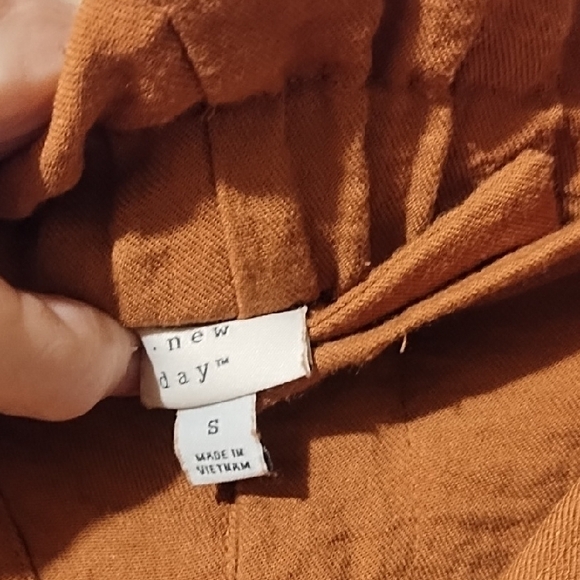 . new
day™
S
MADE IN
VIETNAM